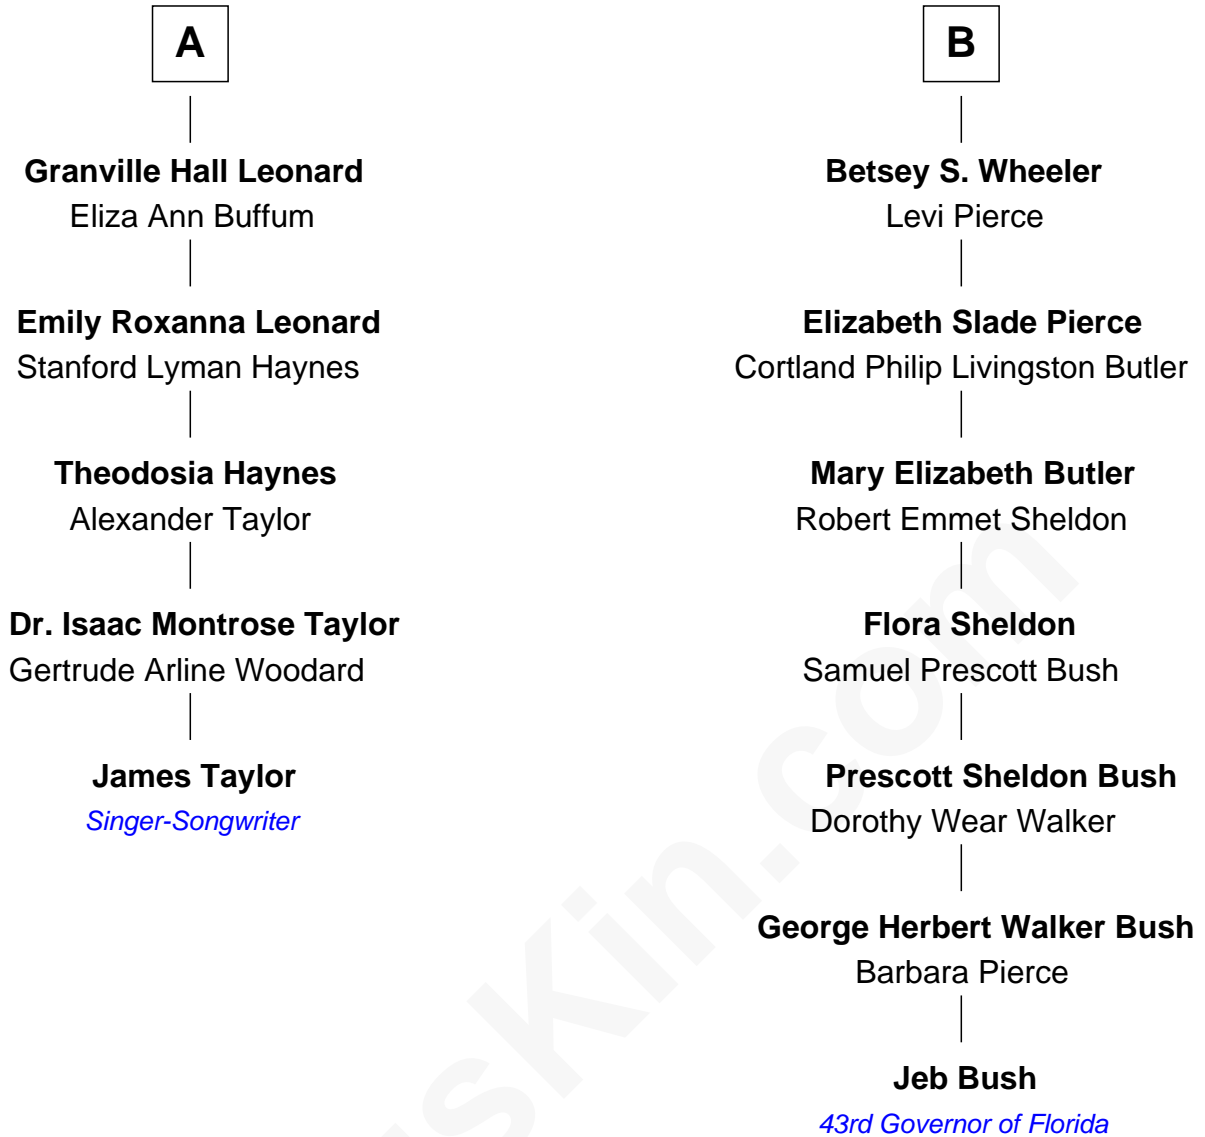 A
Granville Hall Leonard
Eliza Ann Buffum
Emily Roxanna Leonard
Stanford Lyman Haynes
Theodosia Haynes
Alexander Taylor
Dr. Isaac Montrose Taylor
Gertrude Arline Woodard
James Taylor
Singer-Songwriter
B
Betsey S. Wheeler
Levi Pierce
Elizabeth Slade Pierce
Cortland Philip Livingston Butler
Mary Elizabeth Butler
Robert Emmet Sheldon
Flora Sheldon
Samuel Prescott Bush
Prescott Sheldon Bush
Dorothy Wear Walker
George Herbert Walker Bush
Barbara Pierce
Jeb Bush
43rd Governor of Florida
sKin.com